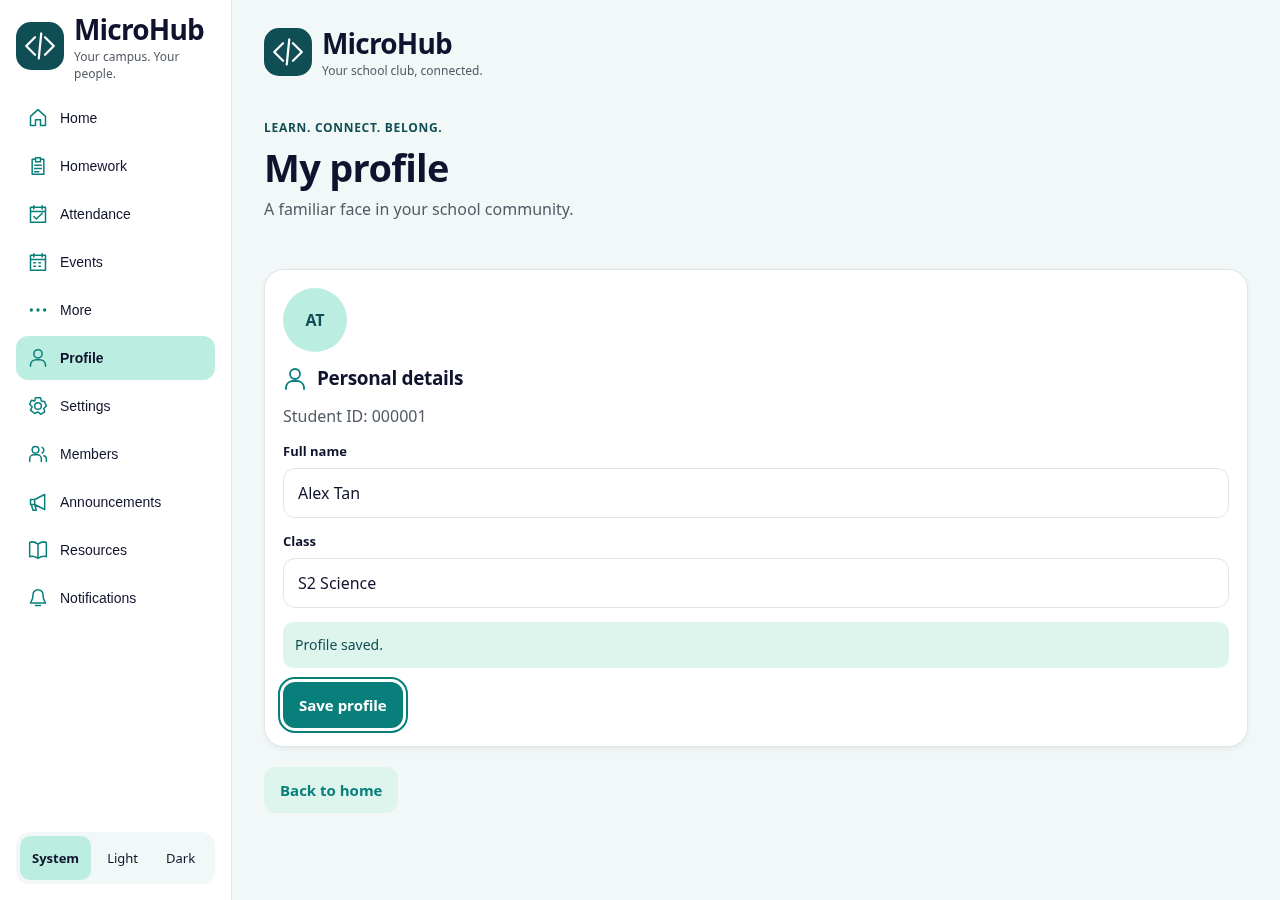 MicroHub
Your campus. Your
people.
Home
Homework
Attendance
Events
More
Profile
Settings
Members
Announcements
Resources
Notifications
System
Light
Dark
MicroHub
Your school club, connected.
LEARN. CONNECT. BELONG.
My profile
A familiar face in your school community.
AT
Personal details
Student ID: 000001
Full name
Alex Tan
Class
S2 Science
Profile saved.
Save profile
Back to home